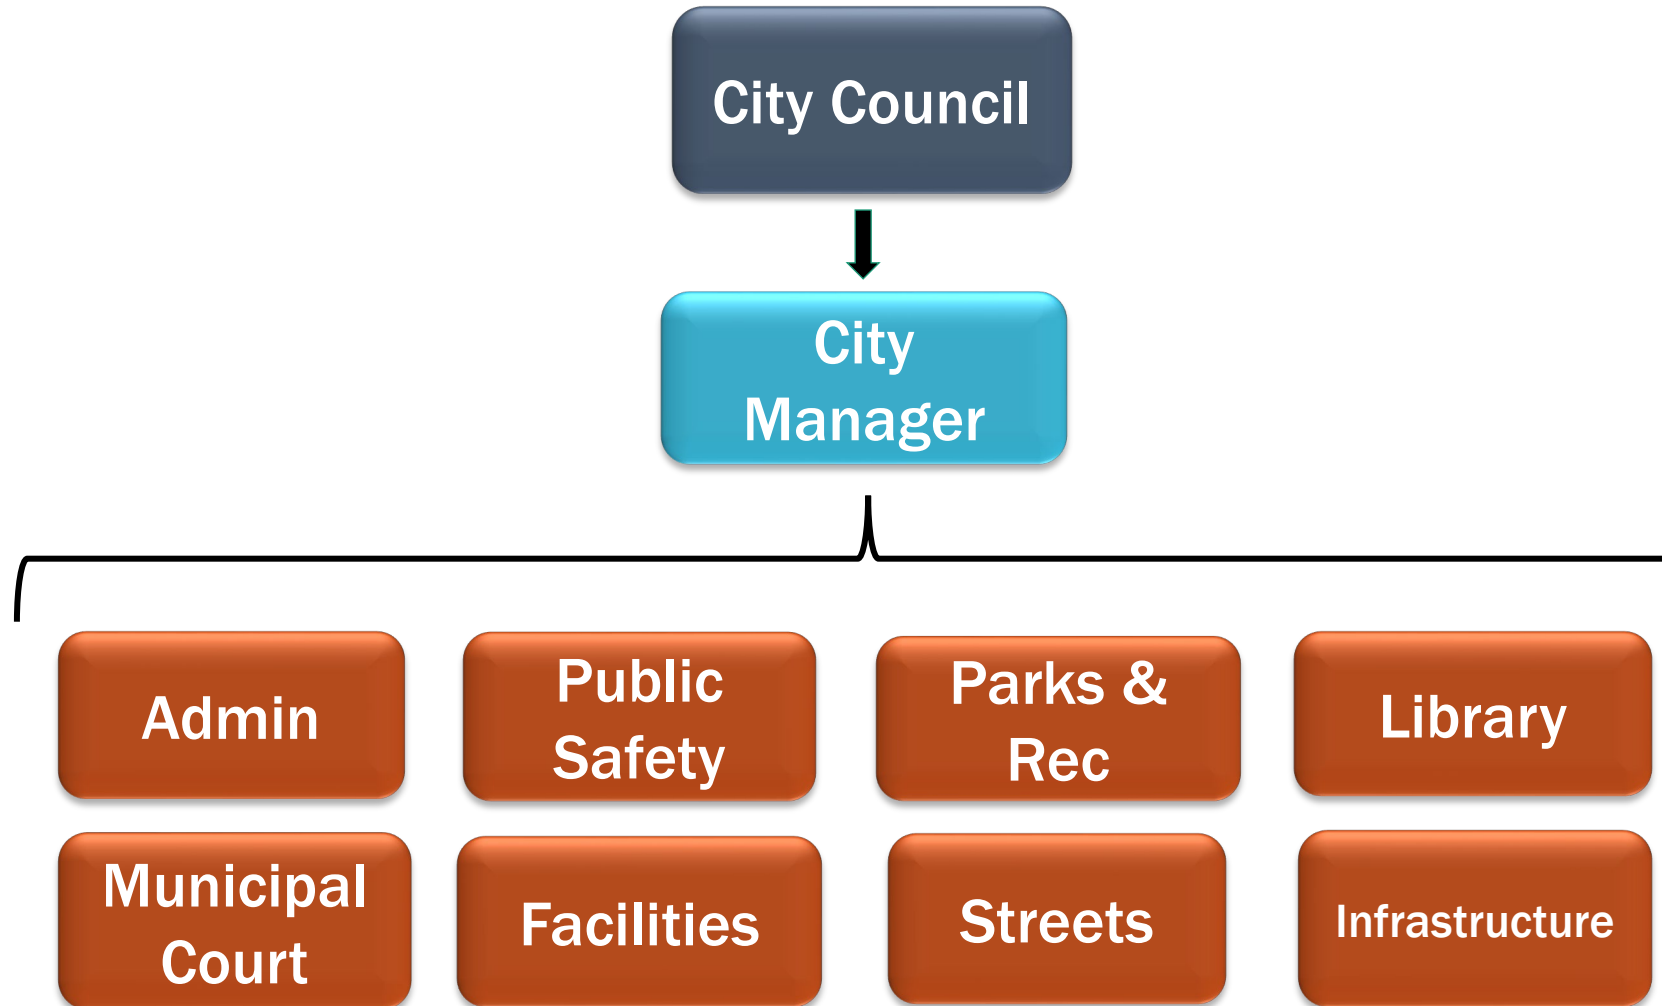 City Council
City
Manager
Admin
Public
Safety
Parks &
Rec
Library
Municipal
Court
Facilities
Streets
Infrastructure